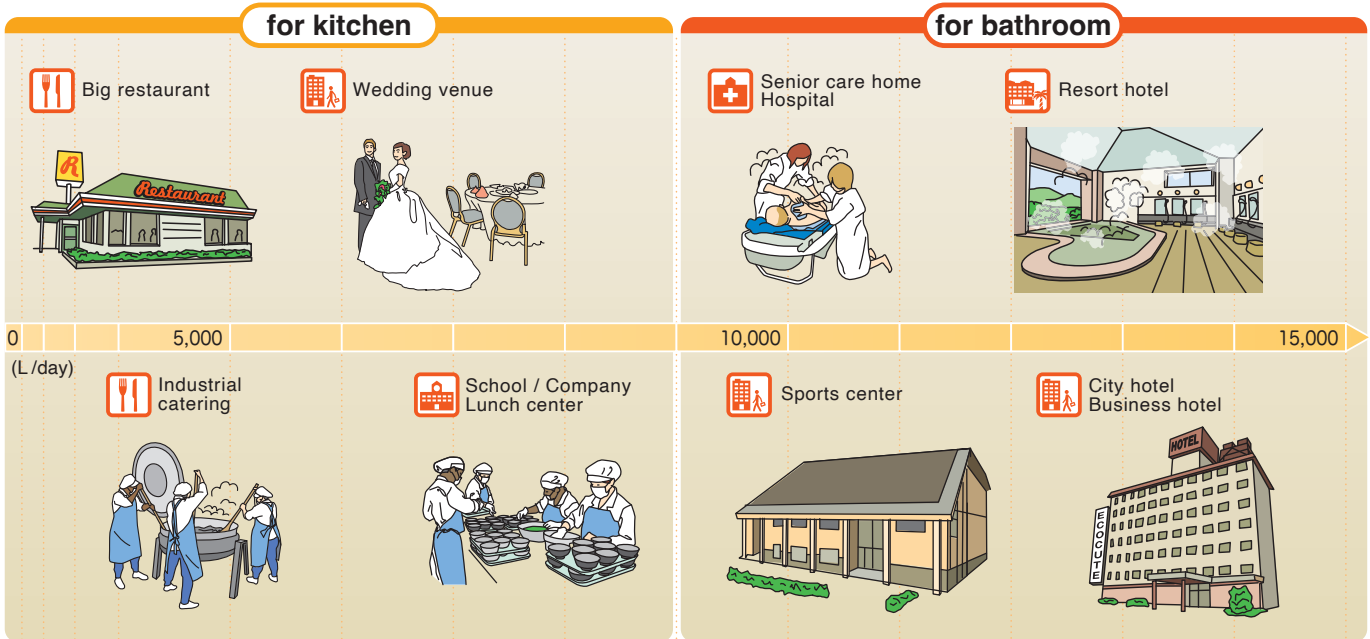 for kitchen
for bathroom
Big restaurant
Wedding venue
Senior care home
Hospital
Resort hotel
R
Restaurant
0
5,000
10,000
15,000
(L /day)
Industrial
catering
School / Company
Lunch center
Sports center
City hotel
Business hotel
HOTEL
ECOCUTE